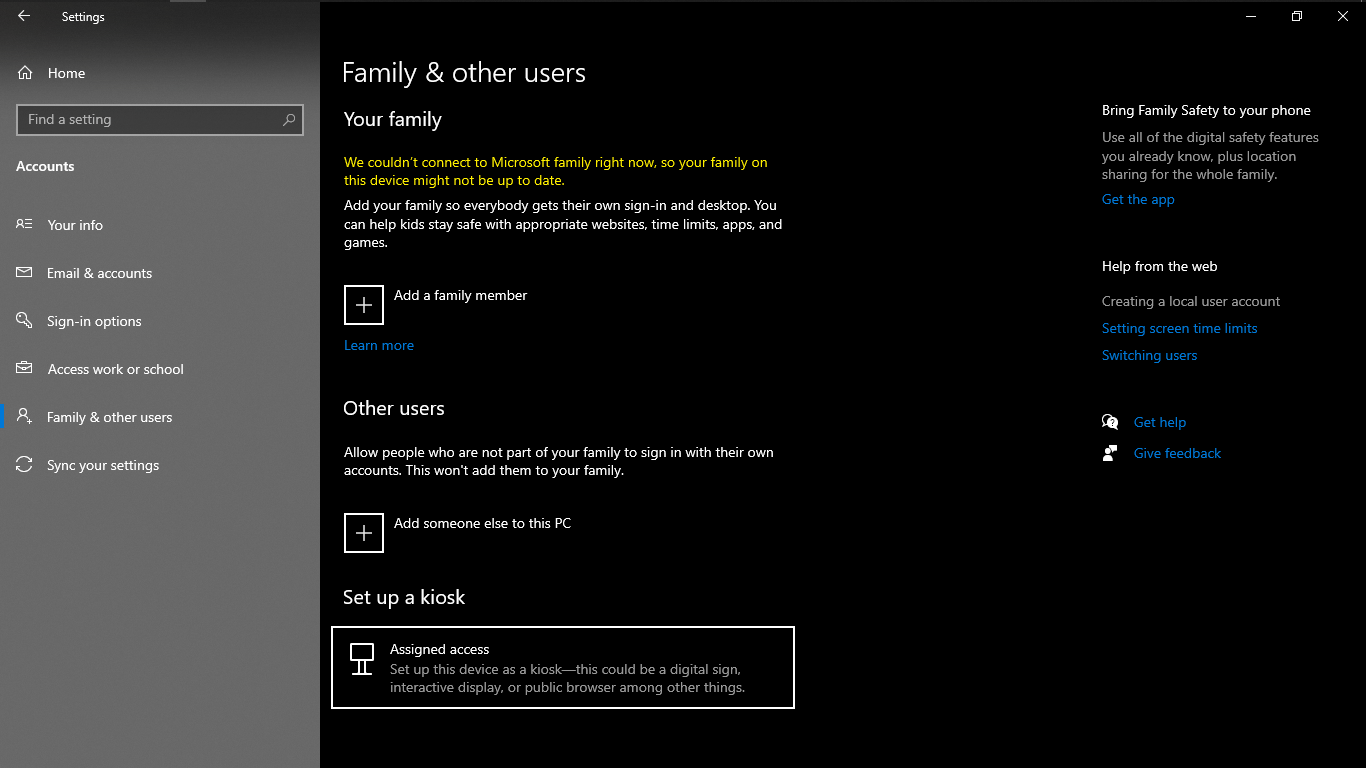 Settings
Home
Find a setting
Accounts
Your info
Email & accounts
Sign-in options
Access work or school
Family & other users
Sync your settings
Family & other users
Your family
We couldn't connect to Microsoft family right now, so your family on
this device might not be up to date.
Add your family so everybody gets their own sign-in and desktop. You
can help kids stay safe with appropriate websites, time limits, apps, and
games.
Add a family member
Learn more
Other users
Allow people who are not part of your family to sign in with their own
accounts. This won't add them to your family.
Add someone else to this PC
Set up a kiosk
Assigned access
Set up this device as a kiosk—this could be a digital sign,
interactive display, or public browser among other things.
Bring Family Safety to your phone
Use all of the digital safety features
you already know, plus location
sharing for the whole family.
Get the app
Help from the web
Creating a local user account
Setting screen time limits
Switching users
Get help
Give feedback